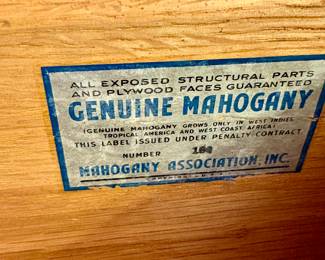 ALL EXPOSED STRUCTURAL PARTS
AND PLYWOOD FACES GUARANTEED
GENUINE MAHOGANY
(GENUINE MAHOGANY GROWS ONLY IN WEST INDIES
TROPICAL AMERICA AND WEST COAST AFRICA)
THIS LABEL ISSUED UNDER PENALTY CONTRACT
NUMBER
MAHOGANY ASSOCIATION, INC.